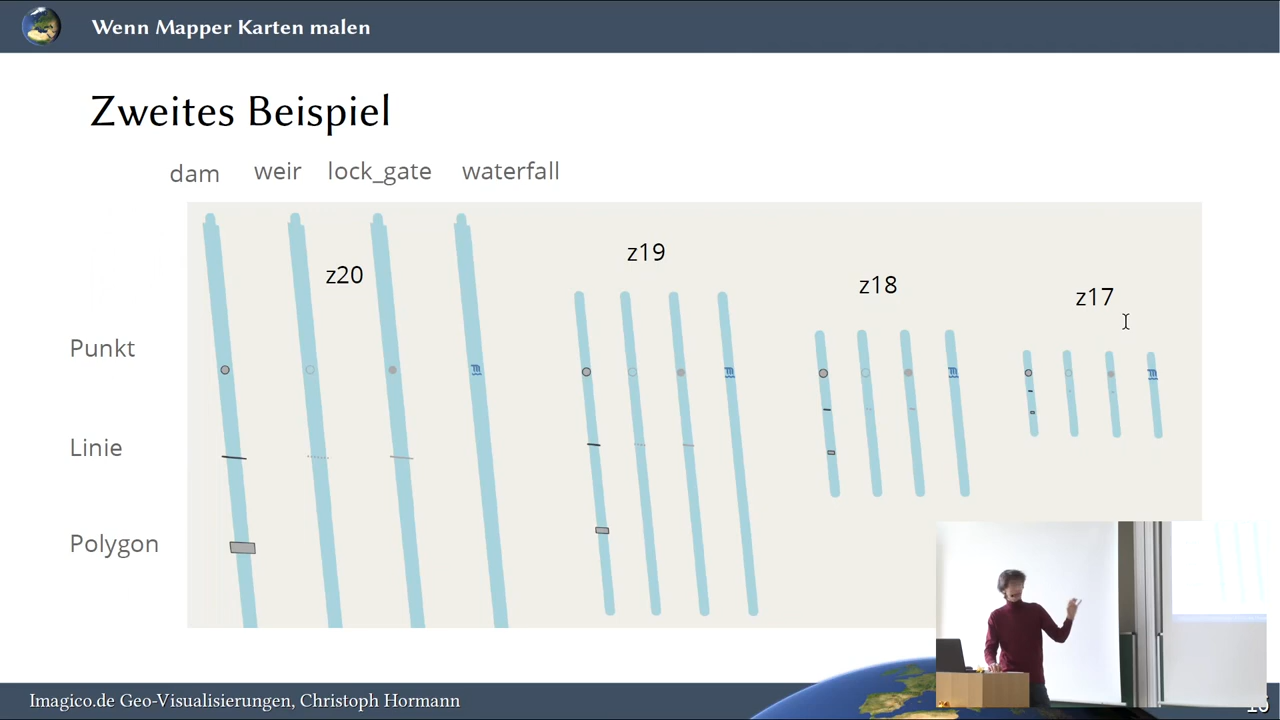 Wenn Mapper Karten malen
Zweites Beispiel
dam weir lock_gate waterfall
z20 z19 z18 z17
Punkt
Linie
Polygon
Imagico.de Geo-Visualisierungen, Christoph Hormann